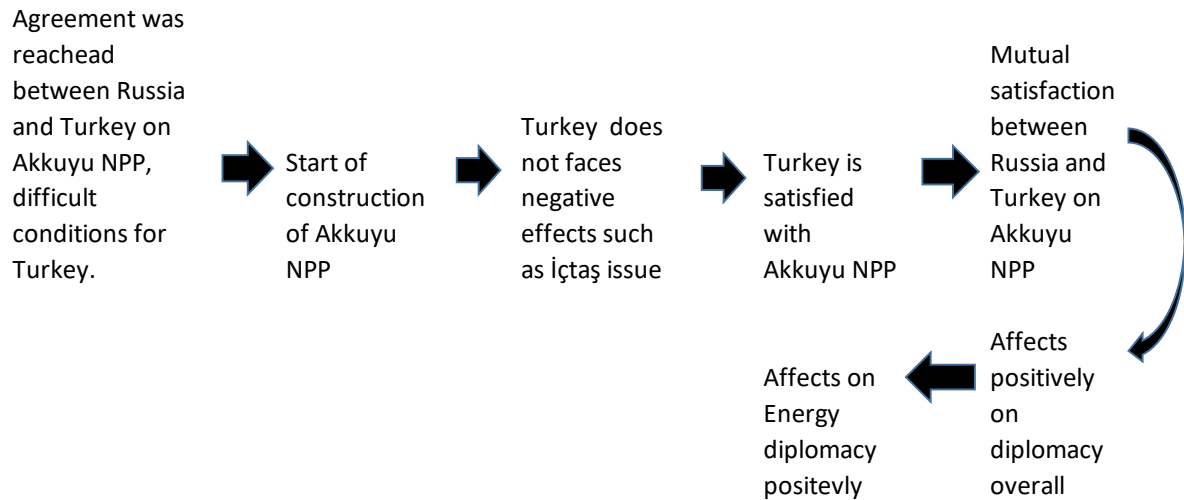 Agreement was
reachead
between Russia
and Turkey on
Akkuyu NPP,
difficult
conditions for
Turkey.
Start of
construction
of Akkuyu
NPP
Turkey does
not faces
negative
effects such
as İçtaş issue
Turkey is
satisfied
with
Akkuyu NPP
Mutual
satisfaction
between
Russia and
Turkey on
Akkuyu
NPP
Affects
positively
on
diplomacy
overall
Affects on
Energy
diplomacy
positevly